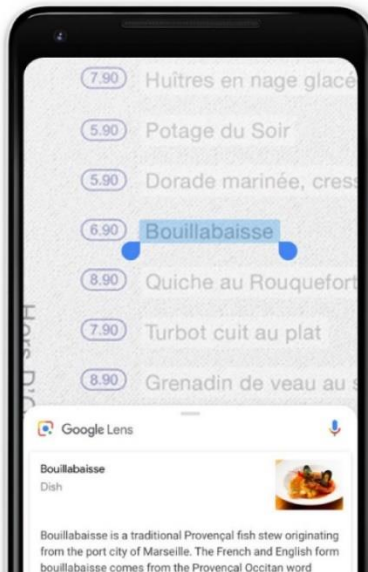 7.90 Huîtres en nage glacé
5.90 Potage du Soir
5.90 Dorade marinée, cress
6.90 Bouillabaisse
8.90 Quiche au Rouquefort
7.90 Turbot cuit au plat
8.90 Grenadin de veau au s
Hors D'O
Google Lens
Bouillabaisse
Dish
Bouillabaisse is a traditional Provençal fish stew originating
from the port city of Marseille. The French and English form
bouillabaisse comes from the Provençal Occitan word